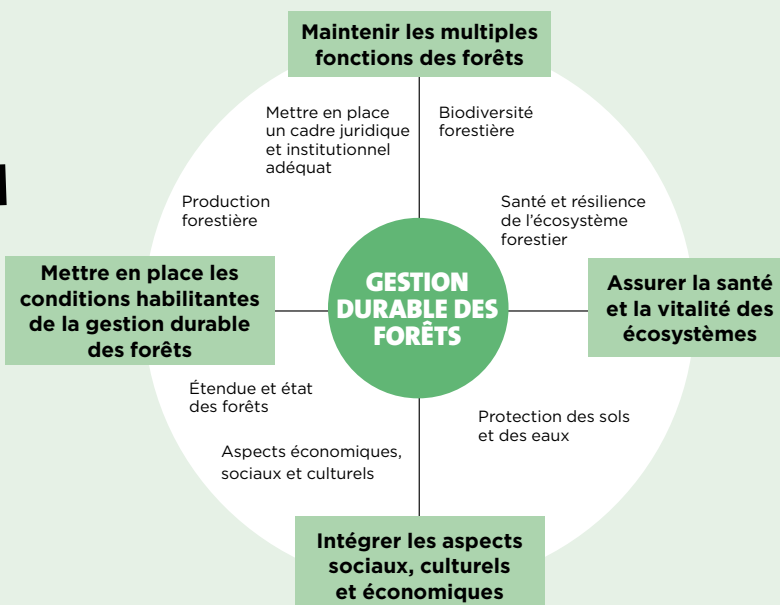 Maintenir les multiples
fonctions des forêts
Mettre en place
un cadre juridique
et institutionnel
adéquat
Biodiversité
forestière
Production
forestière
Santé et résilience
de l'écosystème
forestier
Mettre en place les
conditions habilitantes
de la gestion durable
des forêts
GESTION
DURABLE DES
FORÊTS
Assurer la santé
et la vitalité des
écosystèmes
Étendue et état
des forêts
Aspects économiques,
sociaux et culturels
Protection des sols
et des eaux
Intégrer les aspects
sociaux, culturels
et économiques